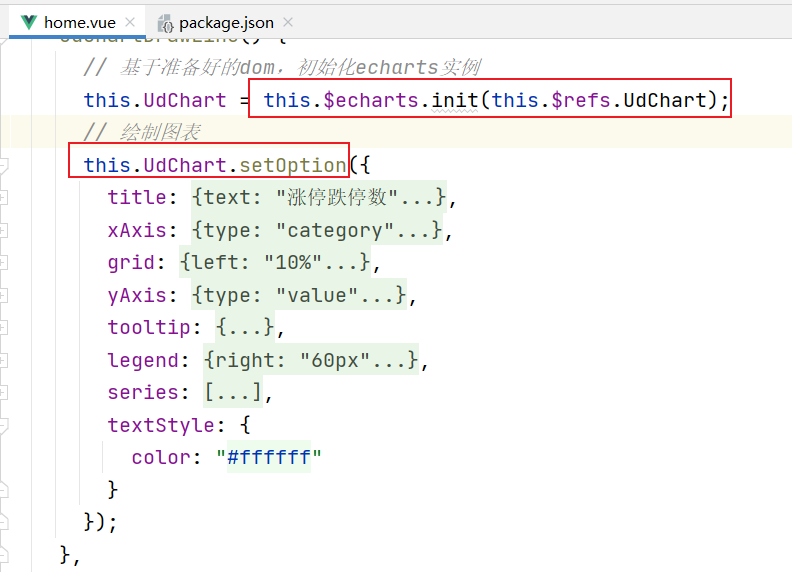 home.vue
package.json
// 基于准备好的dom，初始化echarts实例
this.UdChart = this.$echarts.init(this.$refs.UdChart);
// 绘制图表
this.UdChart.setOption({
title: {text: "涨停跌停数"...},
xAxis: {type: "category"...},
grid: {left: "10%"...},
yAxis: {type: "value"...},
tooltip: {...},
legend: {right: "60px"...},
series: [...],
textStyle: {
color: "#ffffff"
}
});
},